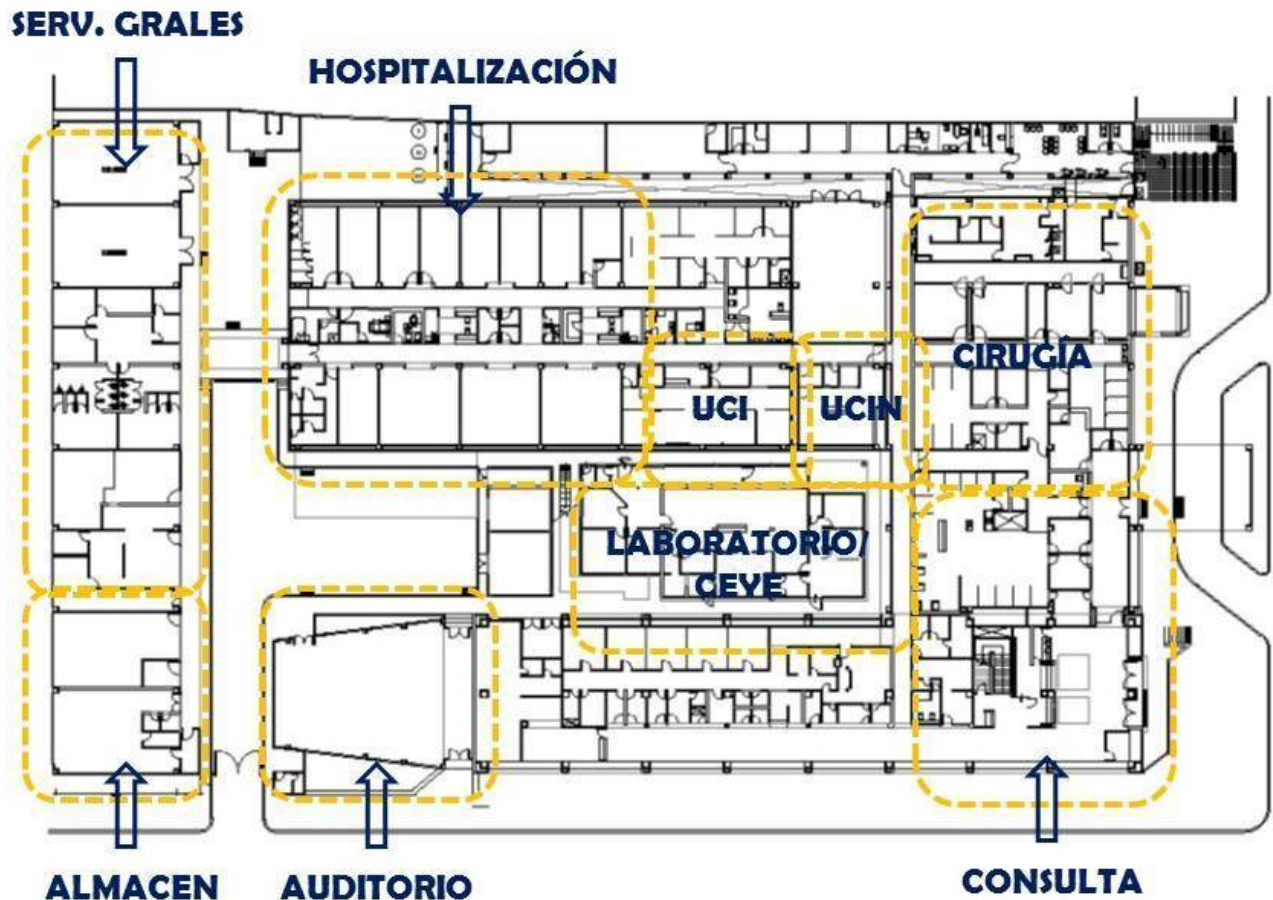 SERV. GRALES
HOSPITALIZACIÓN
CIRUGÍA
UCI
UCIN
LABORATORIO/
CEYE
ALMACEN
AUDITORIO
CONSULTA